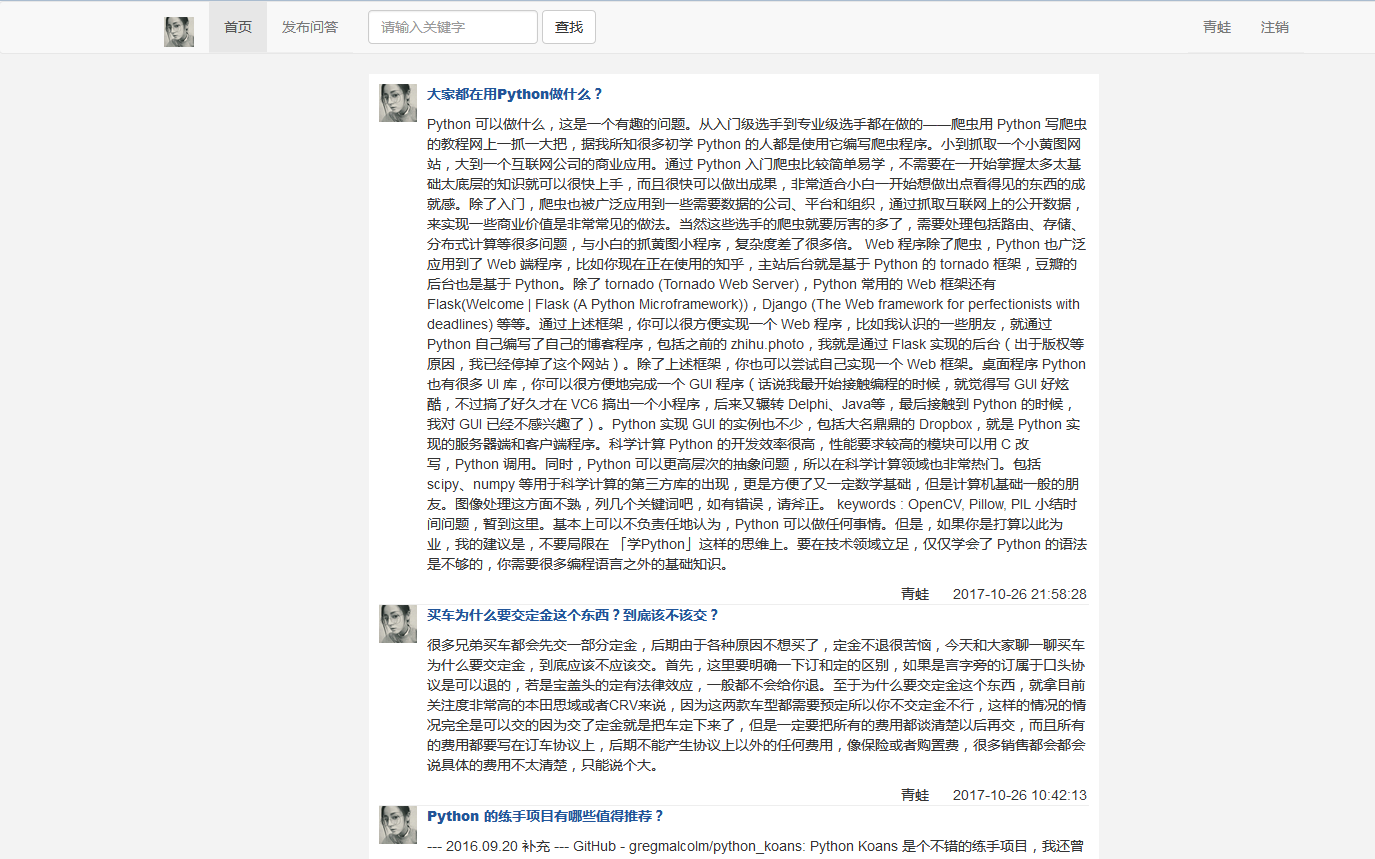 首页 发布问答 请输入关键字 查找 青蛙 注销
大家都在用Python做什么？
Python 可以做什么，这是一个有趣的问题。从入门级选手到专业级选手都在做的——爬虫用 Python 写爬虫
的教程网上一抓一大把，据我所知很多初学 Python 的人都是使用它编写爬虫程序。小到抓取一个小黄图网
站，大到一个互联网公司的商业应用。通过 Python 入门爬虫比较简单易学，不需要在一开始掌握太多太基
础太底层的知识就可以很快上手，而且很快可以做出成果，非常适合小白一开始想做出点看得见的东西的成
就感。除了入门，爬虫也被广泛应用到一些需要数据的公司、平台和组织，通过抓取互联网上的公开数据，
来实现一些商业价值是非常常见的做法。当然这些选手的爬虫就要厉害的多了，需要处理包括路由、存储、
分布式计算等很多问题，与小白的抓黄图小程序，复杂度差了很多倍。 Web 程序除了爬虫，Python 也广泛
应用到了 Web 端程序，比如你现在正在使用的知乎，主站后台就是基于 Python 的 tornado 框架，豆瓣的
后台也是基于 Python。除了 tornado (Tornado Web Server)，Python 常用的 Web 框架还有
Flask(Welcome | Flask (A Python Microframework))，Django (The Web framework for perfectionists with
deadlines) 等等。通过上述框架，你可以很方便实现一个 Web 程序，比如我认识的一些朋友，就通过
Python 自己编写了自己的博客程序，包括之前的 zhihu.photo，我就是通过 Flask 实现的后台（出于版权等
原因，我已经停掉了这个网站）。除了上述框架，你也可以尝试自己实现一个 Web 框架。桌面程序 Python
也有很多 UI 库，你可以很方便地完成一个 GUI 程序（话说我最开始接触编程的时候，就觉得写 GUI 好炫
酷，不过搞了好久才在 VC6 搞出一个小程序，后来又辗转 Delphi、Java等，最后接触到 Python 的时候，
我对 GUI 已经不感兴趣了）。Python 实现 GUI 的实例也不少，包括大名鼎鼎的 Dropbox，就是 Python 实
现的服务器端和客户端程序。科学计算 Python 的开发效率很高，性能要求较高的模块可以用 C 改
写，Python 调用。同时，Python 可以更高层次的抽象问题，所以在科学计算领域也非常热门。包括
scipy、numpy 等用于科学计算的第三方库的出现，更是方便了又一定数学基础，但是计算机基础一般的朋
友。图像处理这方面不熟，列几个关键词吧，如有错误，请斧正。 keywords : OpenCV, Pillow, PIL 小结时
间问题，暂到这里。基本上可以不负责任地认为，Python 可以做任何事情。但是，如果你是打算以此为
业，我的建议是，不要局限在 「学Python」这样的思维上。要在技术领域立足，仅仅学会了 Python 的语法
是不够的，你需要很多编程语言之外的基础知识。
青蛙 2017-10-26 21:58:28
买车为什么要交定金这个东西？到底该不该交？
很多兄弟买车都会先交一部分定金，后期由于各种原因不想买了，定金不退很苦恼，今天和大家聊一聊买车
为什么要交定金，到底应该不应该交。首先，这里要明确一下订和定的区别，如果是言字旁的订属于口头协
议是可以退的，若是宝盖头的定有法律效应，一般都不会给你退。至于为什么要交定金这个东西，就拿目前
关注度非常高的本田思域或者CRV来说，因为这两款车型都需要预定所以你不交定金不行，这样的情况的情
况完全是可以交的因为交了定金就是把车定下来了，但是一定要把所有的费用都谈清楚以后再交，而且所有
的费用都要写在订车协议上，后期不能产生协议上以外的任何费用，像保险或者购置费，很多销售都会都会
说具体的费用不太清楚，只能说个大。
青蛙 2017-10-26 10:42:13
Python 的练手项目有哪些值得推荐？
--- 2016.09.20 补充 --- GitHub - gregmalcolm/python_koans: Python Koans 是个不错的练手项目，我还曾